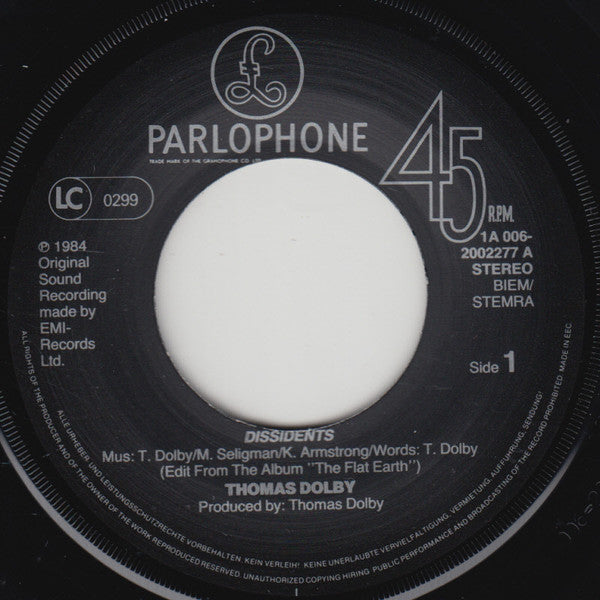 £
PARLOPHONE
TRADE MARK OF THE GRAMOPHONE CO. LTD.
45 R.P.M.
LC 0299
℗ 1984
Original
Sound
Recording
made by
EMI-
Records
Ltd.
1A 006-
2002277 A
STEREO
BIEM/
STEMRA
Side 1
DISSIDENTS
Mus: T. Dolby/M. Seligman/K. Armstrong/Words: T. Dolby
(Edit From The Album "The Flat Earth")
THOMAS DOLBY
Produced by: Thomas Dolby
ALLE URHEBER- UND LEISTUNGSSCHUTZRECHTE VORBEHALTEN. KEIN VERLEIH! KEINE UNERLAUBTE VERVIELFÄLTIGUNG, VERMIETUNG, AUFFÜHRUNG, SENDUNG!
ALL RIGHTS OF THE PRODUCER AND OF THE OWNER OF THE WORK REPRODUCED RESERVED. UNAUTHORIZED COPYING HIRING. PUBLIC PERFORMANCE AND BROADCASTING OF THE RECORD PROHIBITED. MADE IN EEC.